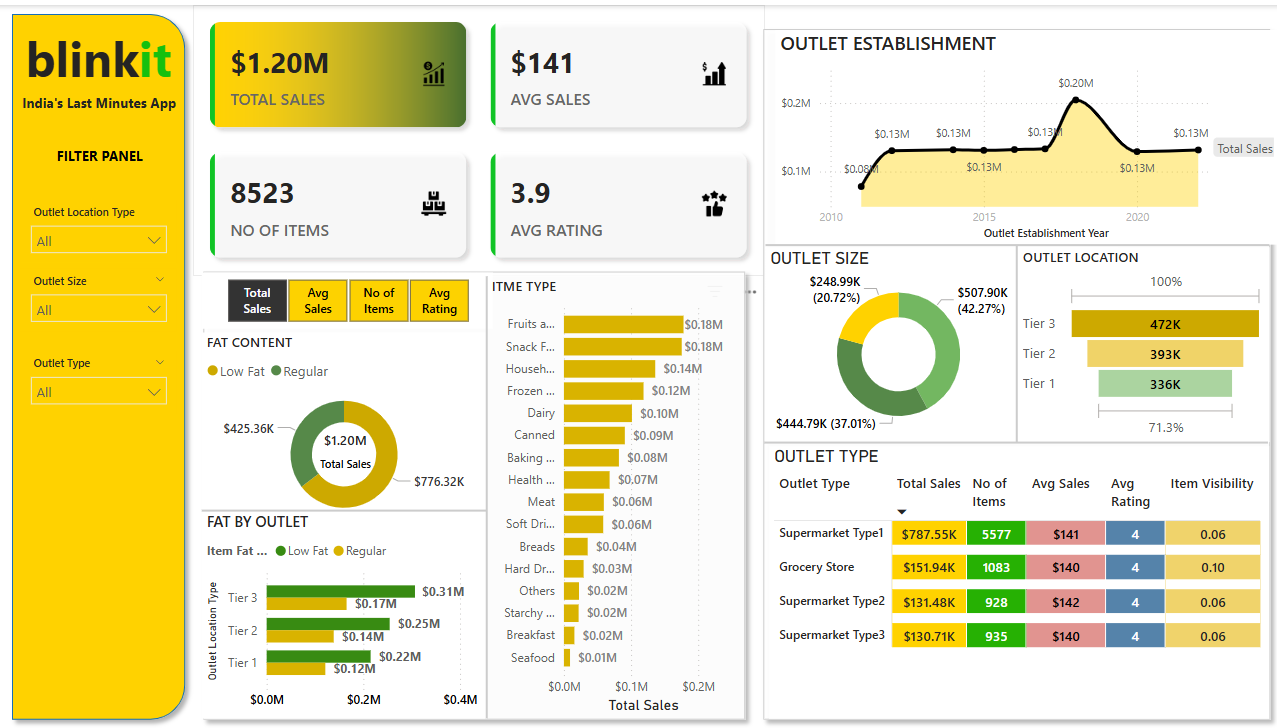 blinkit
India's Last Minutes App
FILTER PANEL
Outlet Location Type
All
Outlet Size
All
Outlet Type
All
$1.20M
TOTAL SALES
$141
AVG SALES
8523
NO OF ITEMS
3.9
AVG RATING
Total Sales
Avg Sales
No of Items
Avg Rating
FAT CONTENT
Low Fat
Regular
$425.36K
$1.20M
Total Sales
$776.32K
FAT BY OUTLET
Item Fat ...
Low Fat
Regular
Outlet Location Type
Tier 3
$0.31M
$0.17M
Tier 2
$0.25M
$0.14M
Tier 1
$0.22M
$0.12M
$0.0M
$0.2M
$0.4M
ITME TYPE
Fruits a... $0.18M
Snack F... $0.18M
Househ... $0.14M
Frozen ... $0.12M
Dairy $0.10M
Canned $0.09M
Baking ... $0.08M
Health ... $0.07M
Meat $0.06M
Soft Dri... $0.06M
Breads $0.04M
Hard Dr... $0.03M
Others $0.02M
Starchy ... $0.02M
Breakfast $0.02M
Seafood $0.01M
$0.0M $0.1M $0.2M
Total Sales
OUTLET ESTABLISHMENT
$0.2M
$0.1M
$0.08M
$0.13M
$0.13M
$0.13M
$0.13M
$0.20M
$0.13M
$0.13M
Total Sales
2010 2015 2020
Outlet Establishment Year
OUTLET SIZE
$248.99K
(20.72%)
$507.90K
(42.27%)
$444.79K (37.01%)
OUTLET LOCATION
100%
Tier 3 472K
Tier 2 393K
Tier 1 336K
71.3%
OUTLET TYPE
Outlet Type Total Sales No of Items Avg Sales Avg Rating Item Visibility
Supermarket Type1 $787.55K 5577 $141 4 0.06
Grocery Store $151.94K 1083 $140 4 0.10
Supermarket Type2 $131.48K 928 $142 4 0.06
Supermarket Type3 $130.71K 935 $140 4 0.06